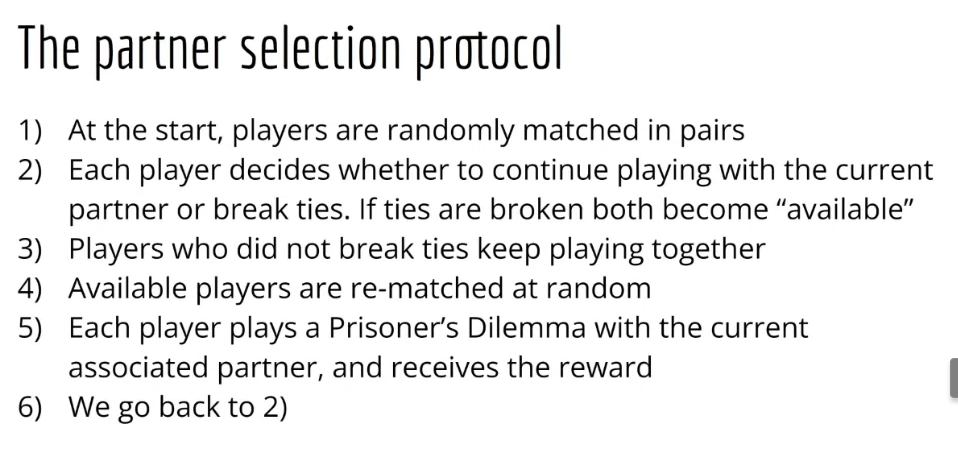 The partner selection protocol
1) At the start, players are randomly matched in pairs
2) Each player decides whether to continue playing with the current
partner or break ties. If ties are broken both become “available”
3) Players who did not break ties keep playing together
4) Available players are re-matched at random
5) Each player plays a Prisoner’s Dilemma with the current
associated partner, and receives the reward
6) We go back to 2)